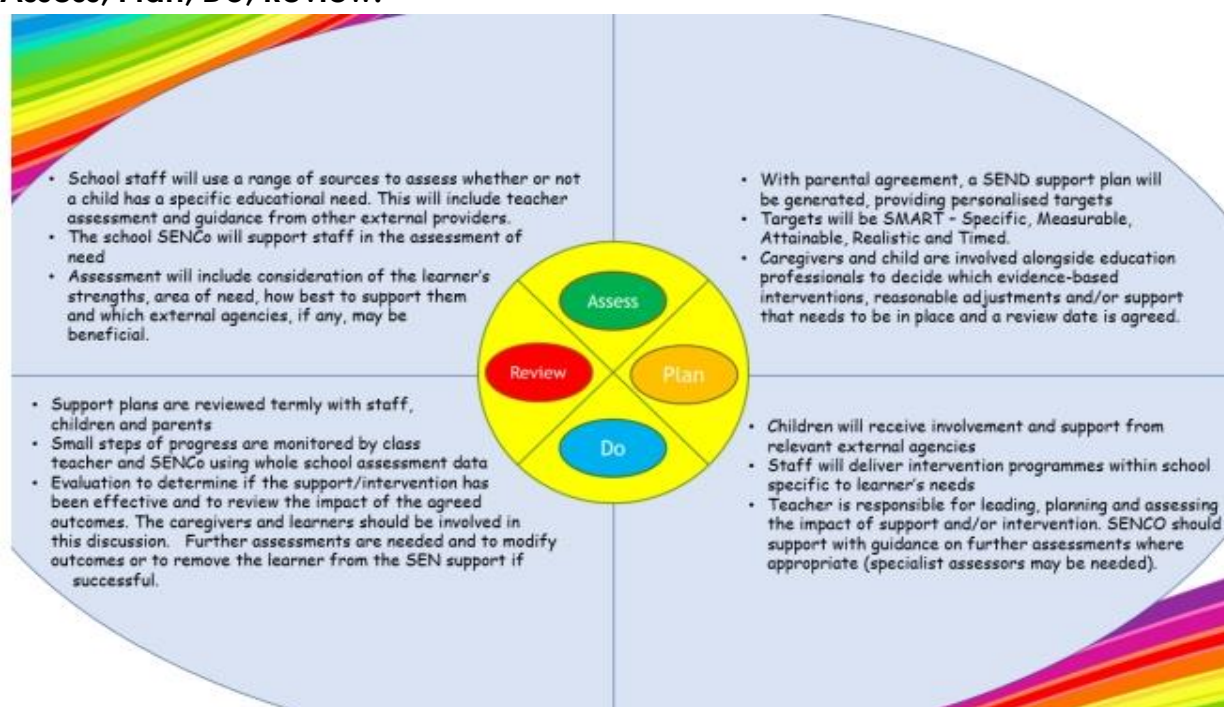 Assess, Plan, Do, Review:
• School staff will use a range of sources to assess whether or not
a child has a specific educational need. This will include teacher
assessment and guidance from other external providers.
• The school SENCo will support staff in the assessment of
need
• Assessment will include consideration of the learner's
strengths, area of need, how best to support them
and which external agencies, if any, may be
beneficial.
• With parental agreement, a SEND support plan will
be generated, providing personalised targets
• Targets will be SMART – Specific, Measurable,
Attainable, Realistic and Timed.
• Caregivers and child are involved alongside education
professionals to decide which evidence-based
interventions, reasonable adjustments and/or support
that needs to be in place and a review date is agreed.
Assess
Review
Plan
Do
• Support plans are reviewed termly with staff,
children and parents
• Small steps of progress are monitored by class
teacher and SENCo using whole school assessment data
• Evaluation to determine if the support/intervention has
been effective and to review the impact of the agreed
outcomes. The caregivers and learners should be involved in
this discussion. Further assessments are needed and to modify
outcomes or to remove the learner from the SEN support if
successful.
• Children will receive involvement and support from
relevant external agencies
• Staff will deliver intervention programmes within school
specific to learner's needs
• Teacher is responsible for leading, planning and assessing
the impact of support and/or intervention. SENCO should
support with guidance on further assessments where
appropriate (specialist assessors may be needed).